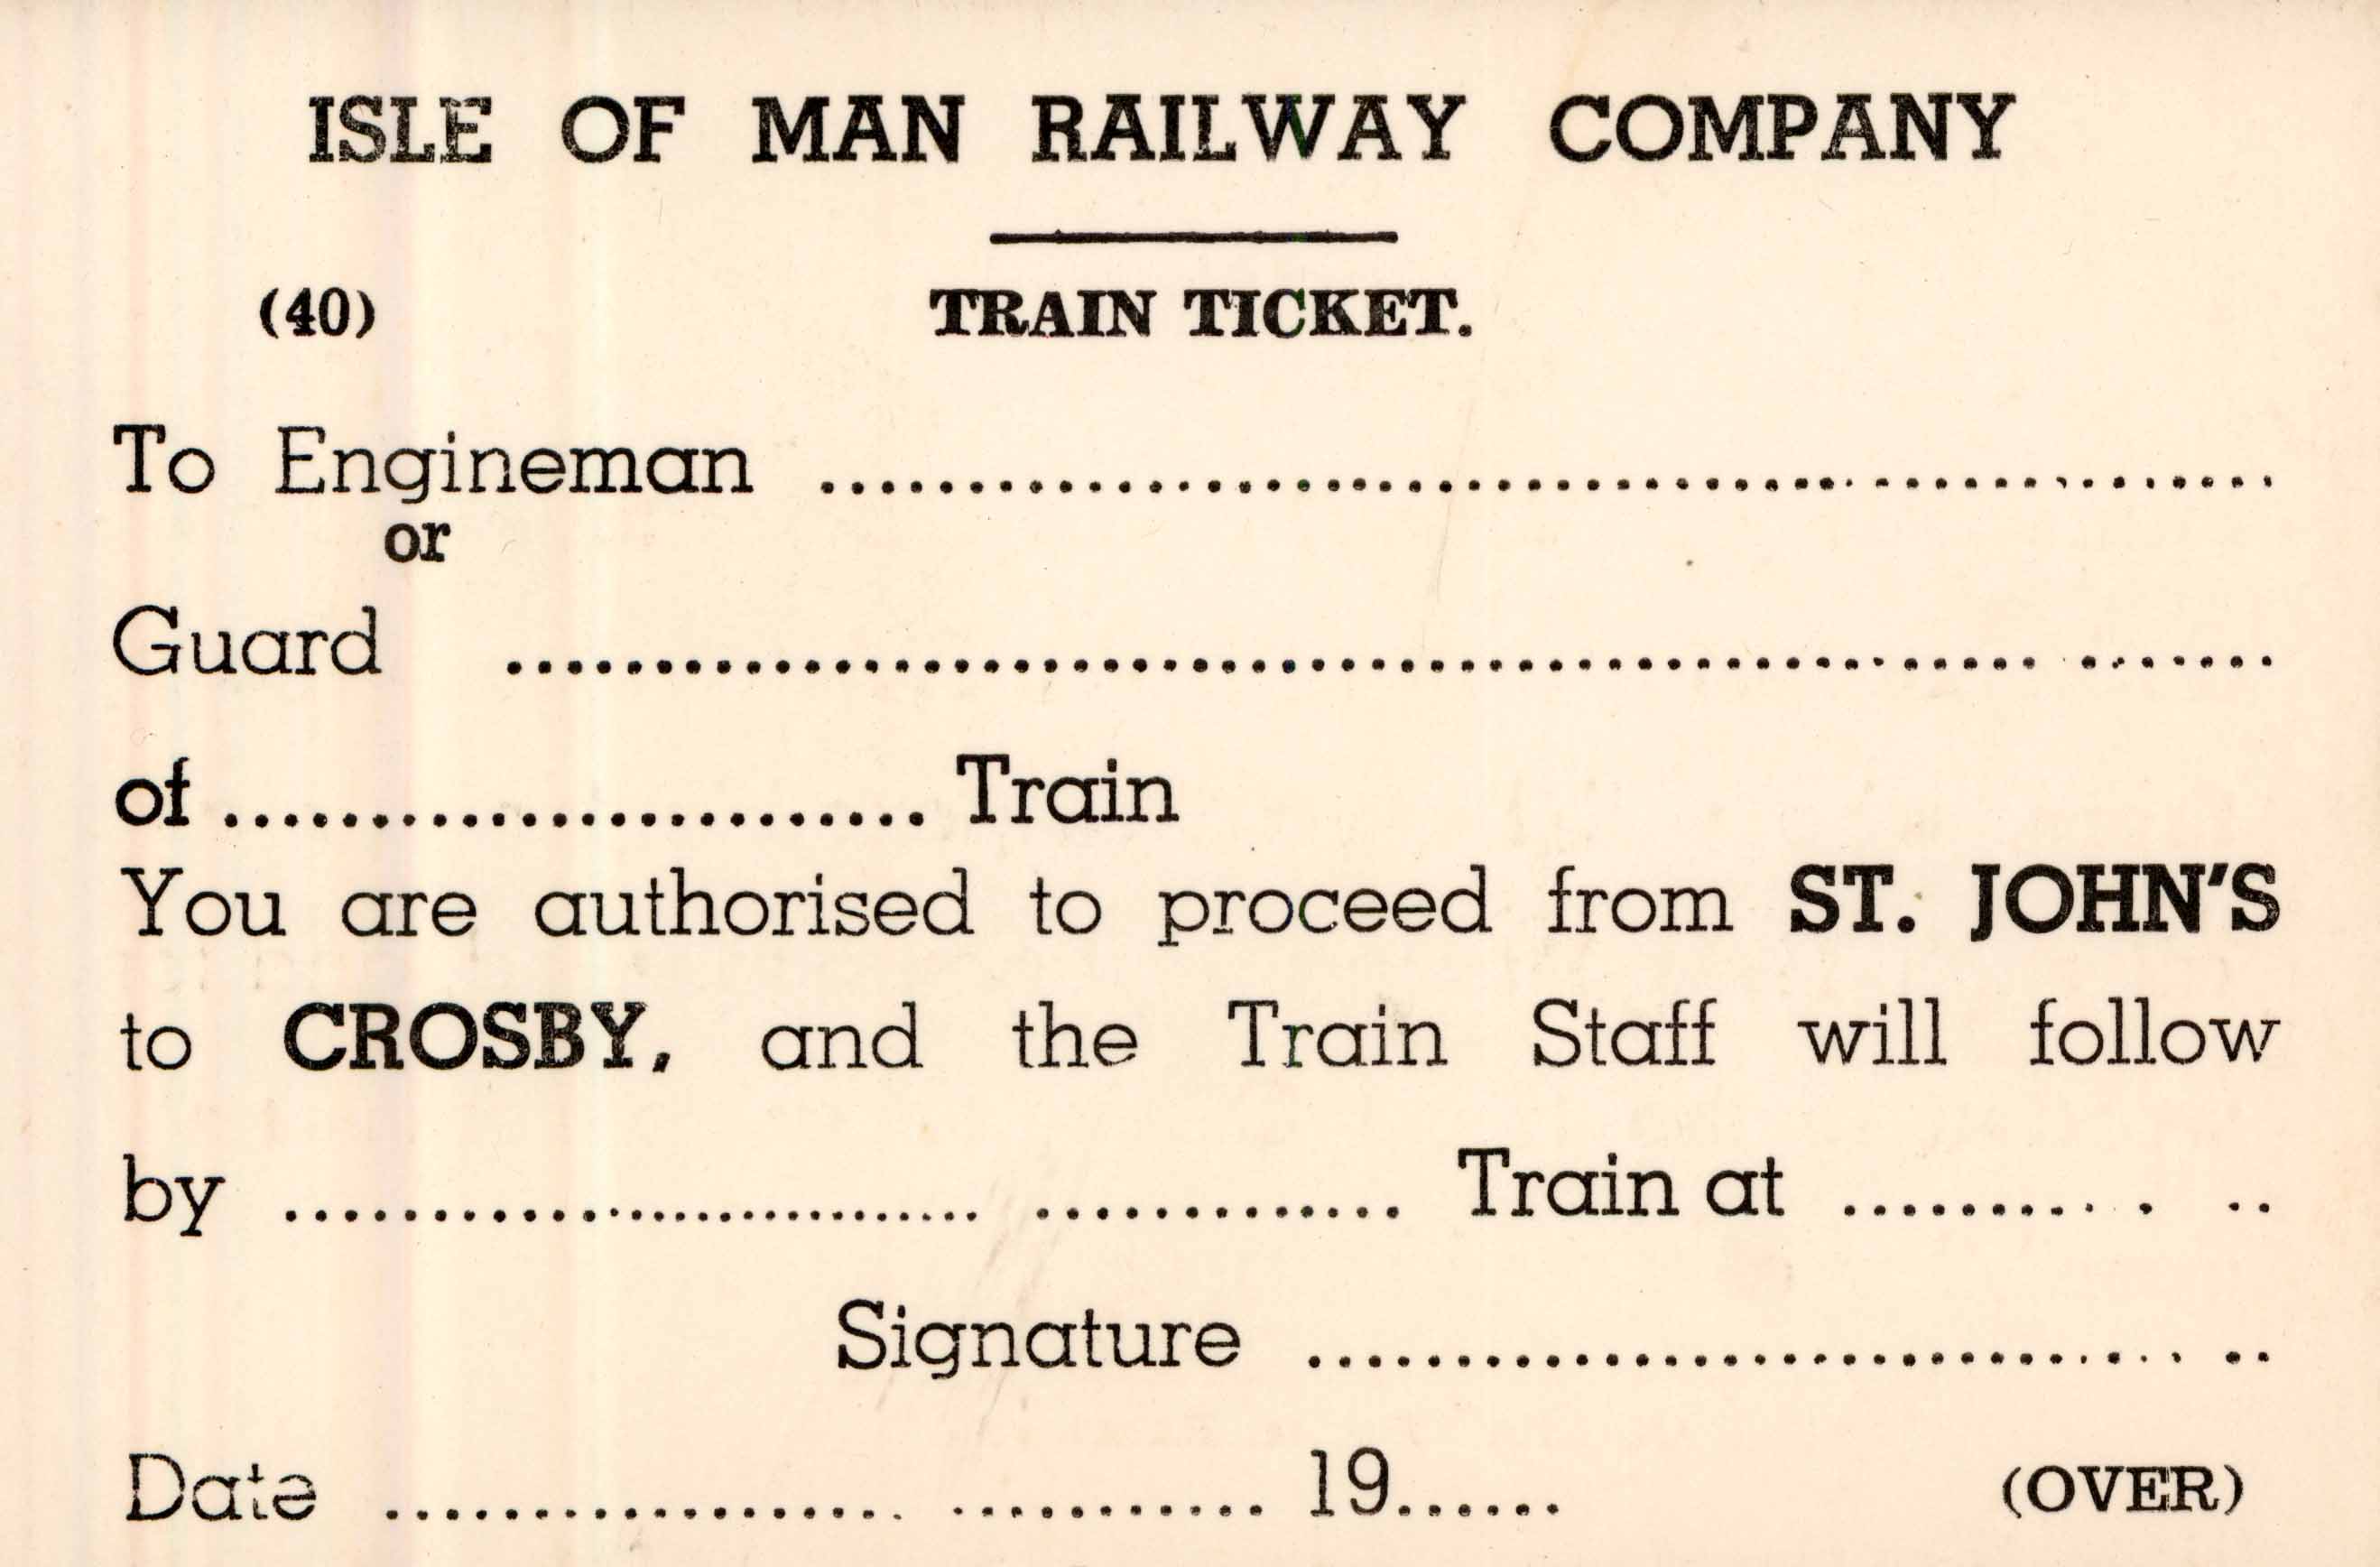 ISLE OF MAN RAILWAY COMPANY
(40) TRAIN TICKET.
To Engineman ..................................................
or
Guard ............................................................
of ........................ Train
You are authorised to proceed from ST. JOHN'S
to CROSBY, and the Train Staff will follow
by ........................ ............. Train at .......... . ..
Signature ............................... ..
Date .................. ........... 19...... (OVER)